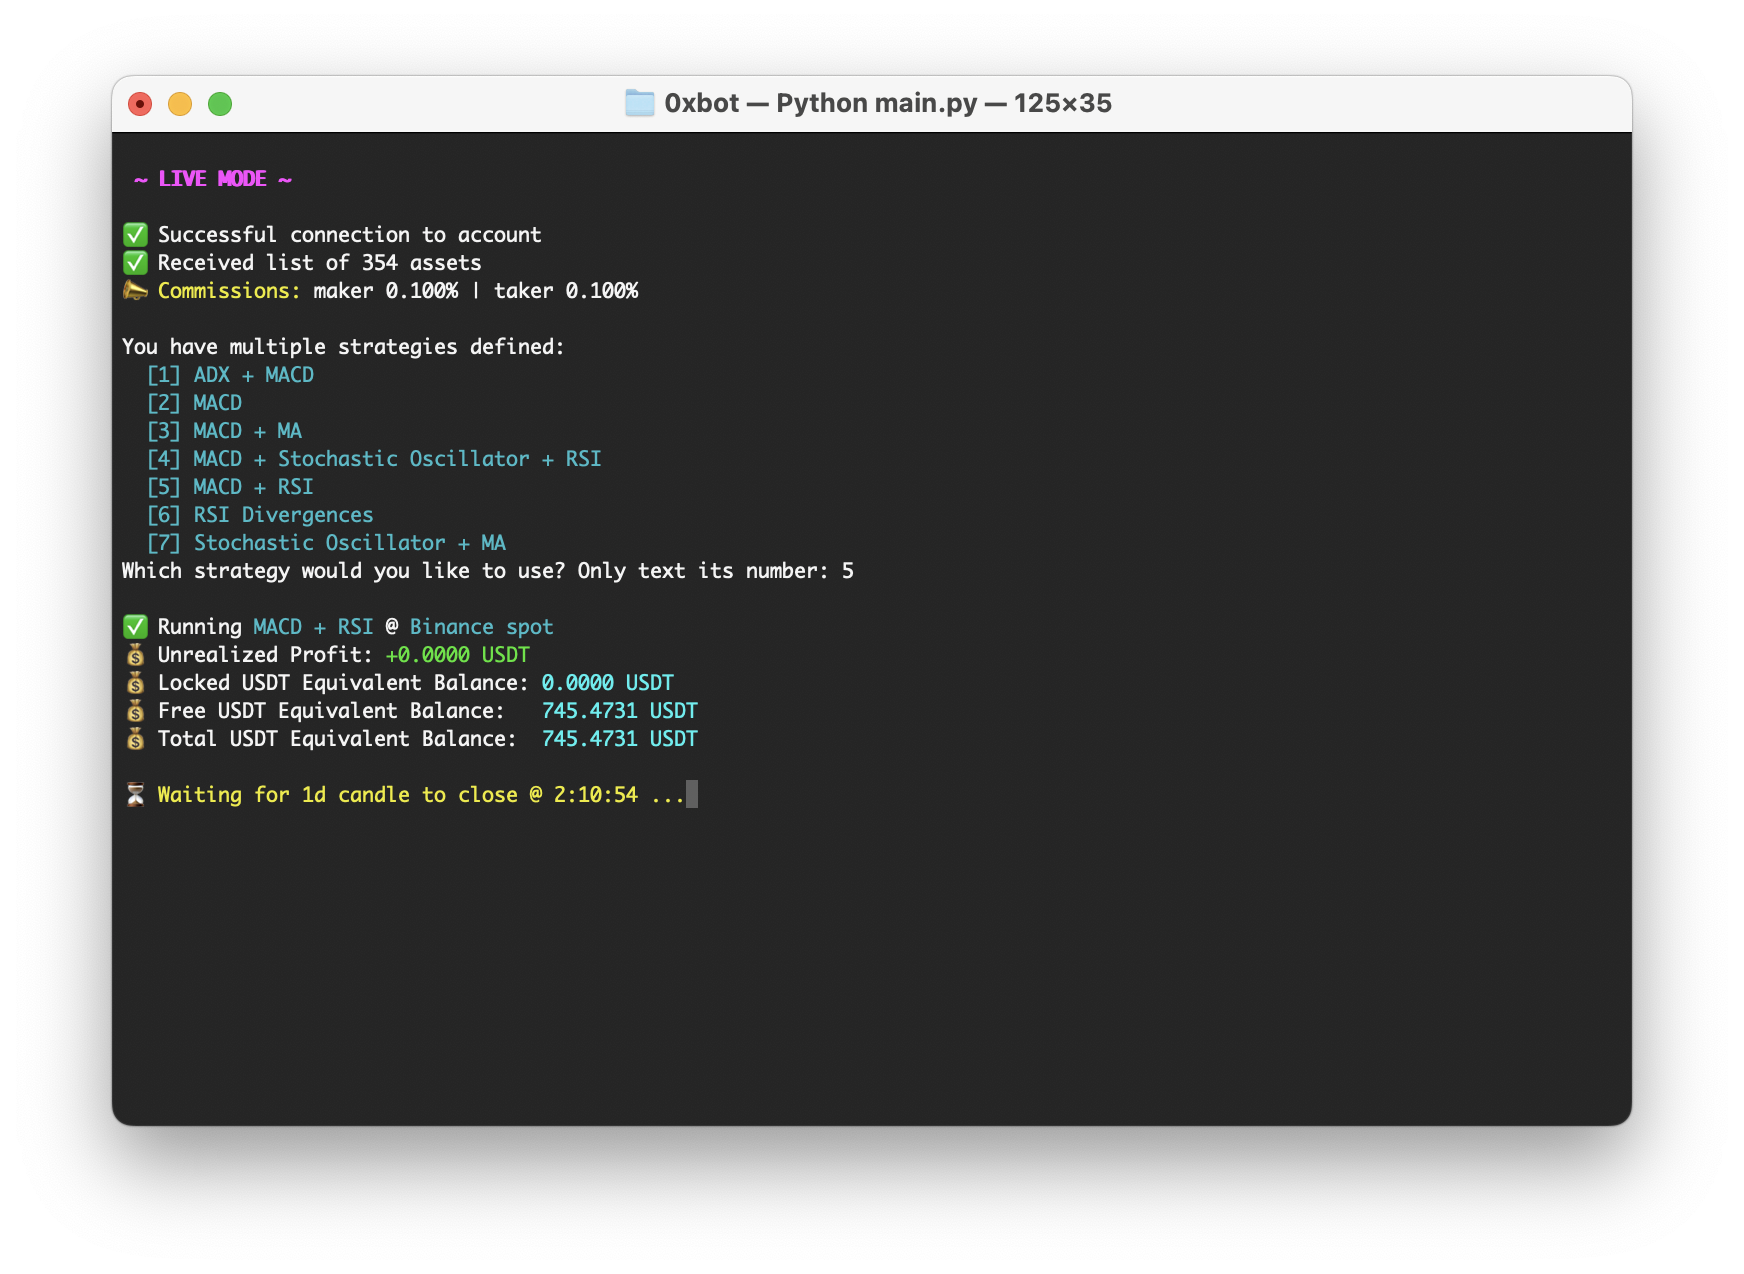 0xbot — Python main.py — 125×35
~ LIVE MODE ~
✅ Successful connection to account
✅ Received list of 354 assets
📣 Commissions: maker 0.100% | taker 0.100%
You have multiple strategies defined:
[1] ADX + MACD
[2] MACD
[3] MACD + MA
[4] MACD + Stochastic Oscillator + RSI
[5] MACD + RSI
[6] RSI Divergences
[7] Stochastic Oscillator + MA
Which strategy would you like to use? Only text its number: 5
✅ Running MACD + RSI @ Binance spot
💰 Unrealized Profit: +0.0000 USDT
💰 Locked USDT Equivalent Balance: 0.0000 USDT
💰 Free USDT Equivalent Balance:   745.4731 USDT
💰 Total USDT Equivalent Balance:  745.4731 USDT
⏳ Waiting for 1d candle to close @ 2:10:54 ...